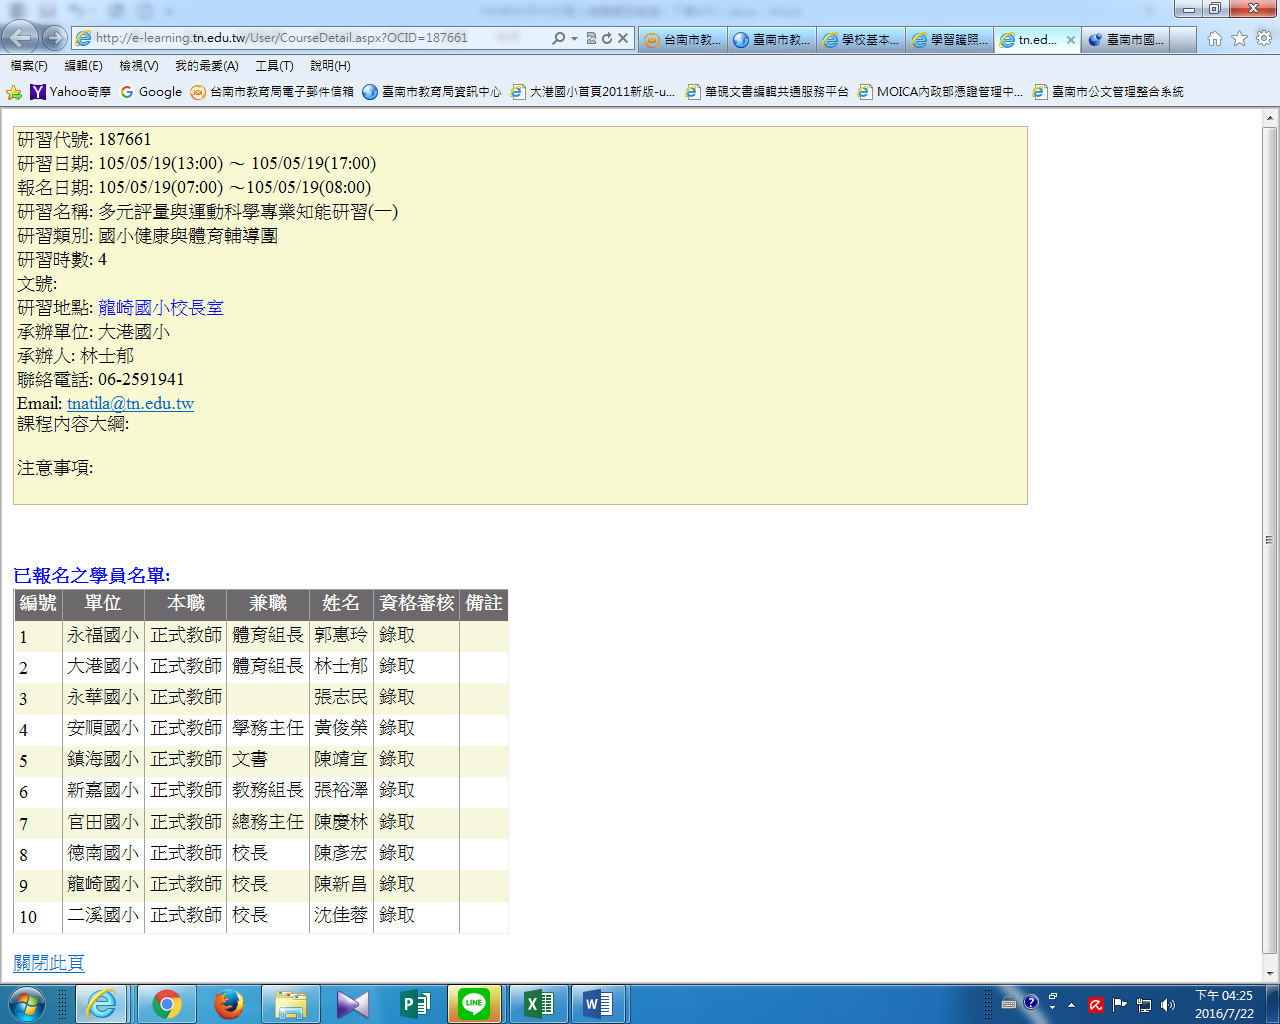 http://e-learning.tn.edu.tw/User/CourseDetail.aspx?OCID=187661
台南市教...
臺南市教...
學校基本...
學習護照...
tn.ed...
臺南市國...
檔案(F) 編輯(E) 檢視(V) 我的最愛(A) 工具(T) 說明(H)
Yahoo奇摩 Google 台南市教育局電子郵件信箱 臺南市教育局資訊中心 大港國小首頁2011新版-u... 筆硯文書編輯共通服務平台 MOICA內政部憑證管理中... 臺南市公文管理整合系統
研習代號: 187661
研習日期: 105/05/19(13:00) ～ 105/05/19(17:00)
報名日期: 105/05/19(07:00) ～105/05/19(08:00)
研習名稱: 多元評量與運動科學專業知能研習(一)
研習類別: 國小健康與體育輔導團
研習時數: 4
文號:
研習地點: 龍崎國小校長室
承辦單位: 大港國小
承辦人: 林士郁
聯絡電話: 06-2591941
Email: tnatila@tn.edu.tw
課程內容大綱:
注意事項:
已報名之學員名單:
編號 單位 本職 兼職 姓名 資格審核 備註
1 永福國小 正式教師 體育組長 郭惠玲 錄取
2 大港國小 正式教師 體育組長 林士郁 錄取
3 永華國小 正式教師 張志民 錄取
4 安順國小 正式教師 學務主任 黃俊榮 錄取
5 鎮海國小 正式教師 文書 陳靖宜 錄取
6 新嘉國小 正式教師 教務組長 張裕澤 錄取
7 官田國小 正式教師 總務主任 陳慶林 錄取
8 德南國小 正式教師 校長 陳彥宏 錄取
9 龍崎國小 正式教師 校長 陳新昌 錄取
10 二溪國小 正式教師 校長 沈佳蓉 錄取
關閉此頁
LINE
下午 04:25
2016/7/22